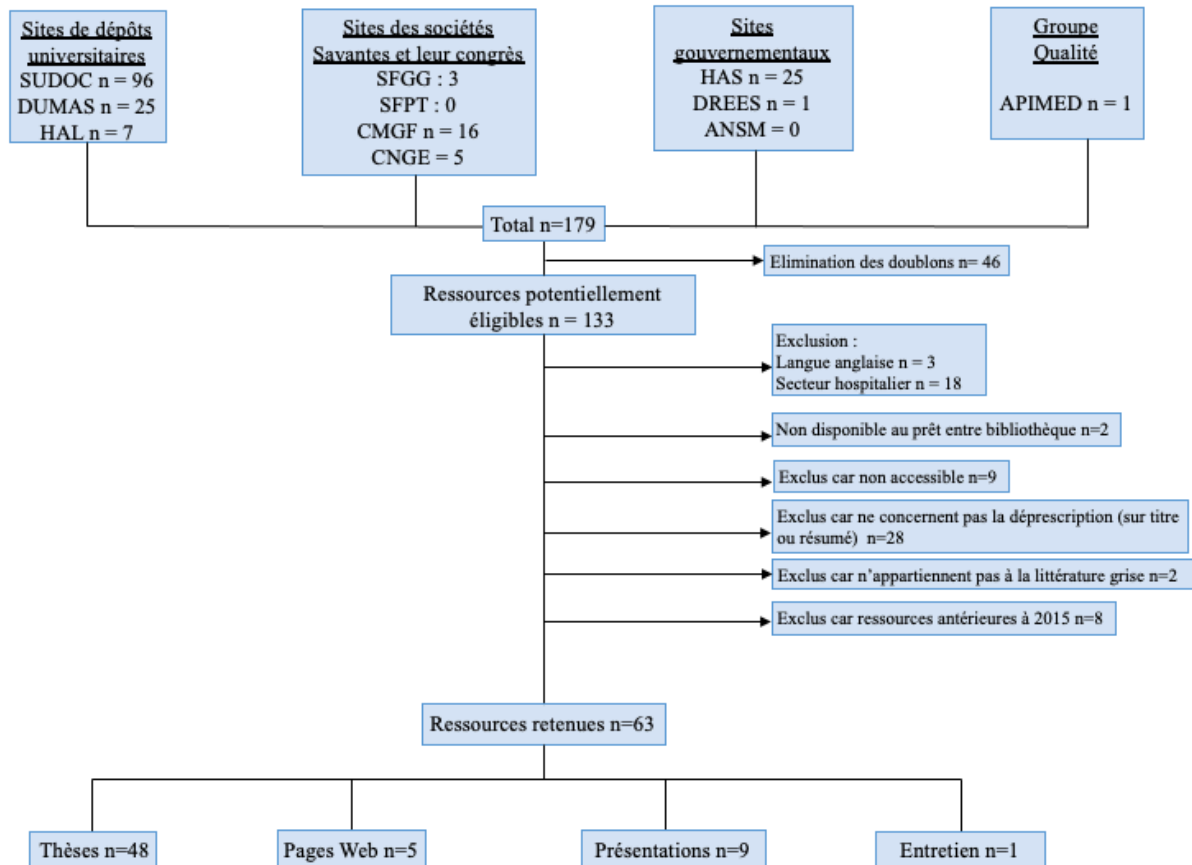 Sites de dépôts
universitaires
SUDOC n = 96
DUMAS n = 25
HAL n = 7
Sites des sociétés
Savantes et leur congrès
SFGG : 3
SFPT : 0
CMGF n = 16
CNGE = 5
Sites
gouvernementaux
HAS = 25
DREES = 1
ANSM = 0
Groupe
Qualité
APIMED n = 1
Total n=179
Elimination des doublons n= 46
Ressources potentiellement
éligibles n = 133
Exclusion :
Langue anglaise n = 3
Secteur hospitalier n = 18
Non disponible au prêt entre bibliothèque n=2
Exclus car non accessible n=9
Exclus car ne concernent pas la déprescription (sur titre
ou résumé) n=28
Exclus car n’appartiennent pas à la littérature grise n=2
Exclus car ressources antérieures à 2015 n=8
Ressources retenues n=63
Thèses n=48
Pages Web n=5
Présentations n=9
Entretien n=1